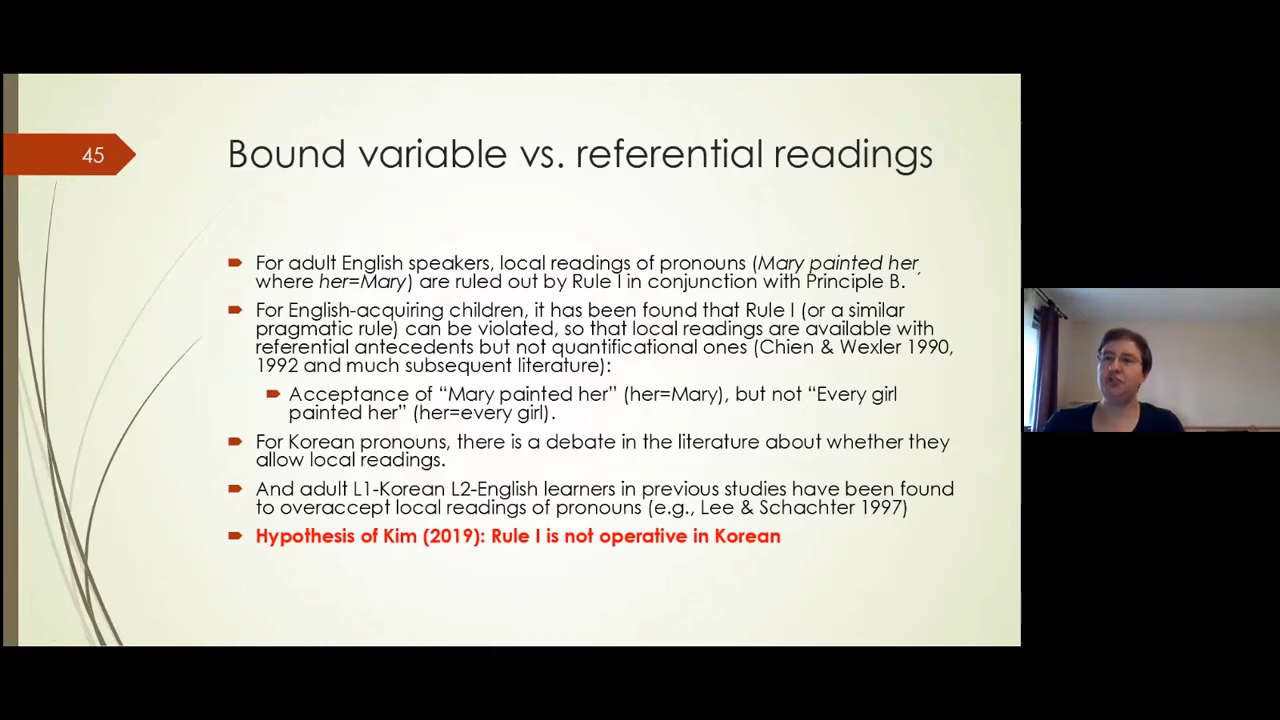 45
Bound variable vs. referential readings
For adult English speakers, local readings of pronouns (Mary painted her,
where her=Mary) are ruled out by Rule I in conjunction with Principle B.
For English-acquiring children, it has been found that Rule I (or a similar
pragmatic rule) can be violated, so that local readings are available with
referential antecedents but not quantificational ones (Chien & Wexler 1990,
1992 and much subsequent literature):
Acceptance of “Mary painted her” (her=Mary), but not “Every girl
painted her” (her=every girl).
For Korean pronouns, there is a debate in the literature about whether they
allow local readings.
And adult L1-Korean L2-English learners in previous studies have been found
to overaccept local readings of pronouns (e.g., Lee & Schachter 1997)
Hypothesis of Kim (2019): Rule I is not operative in Korean